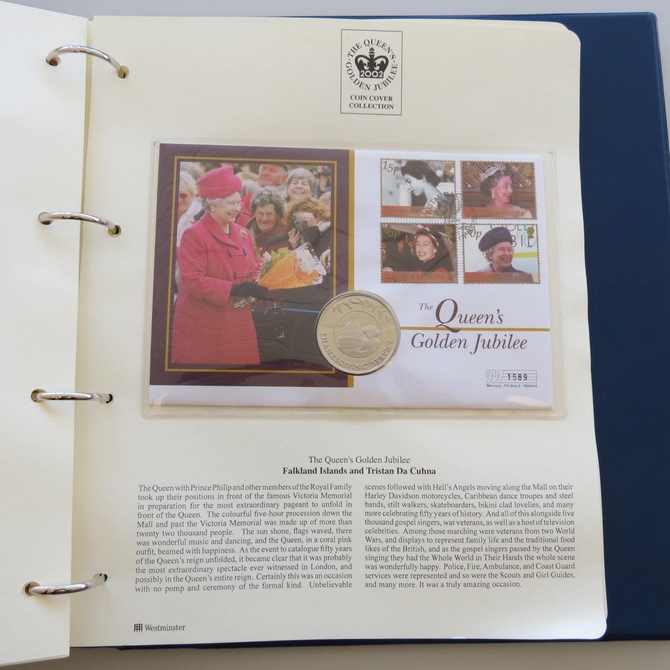 THE QUEEN'S
GOLDEN JUBILEE
2002
COIN COVER
COLLECTION
15p
The Queen's
Golden Jubilee
THANKSGIVING SERVICE
1589
Mercury - PO Box
The Queen's Golden Jubilee
Falkland Islands and Tristan Da Cuhna
The Queen with Prince Philip and other members of the Royal Family
took up their positions in front of the famous Victoria Memorial
in preparation for the most extraordinary pageant to unfold in
front of the Queen. The colourful five-hour procession down the
Mall and past the Victoria Memorial was made up of more than
twenty two thousand people. The sun shone, flags waved, there
was wonderful music and dancing, and the Queen, in a coral pink
outfit, beamed with happiness. As the event to catalogue fifty years
of the Queen's reign unfolded, it became clear that it was probably
the most extraordinary spectacle ever witnessed in London, and
possibly in the Queen's entire reign. Certainly this was an occasion
with no pomp and ceremony of the formal kind. Unbelievable
scenes followed with Hell's Angels moving along the Mall on their
Harley Davidson motorcycles, Caribbean dance troupes and steel
bands, stilt walkers, skateboarders, bikini clad lovelies, and many
more celebrating fifty years of history. And all of this alongside five
thousand gospel singers, war veterans, as well as a host of television
celebrities. Among those marching were veterans from two World
Wars, and displays to represent family life and the traditional food
likes of the British, and as the gospel singers passed by the Queen
singing they had the Whole World in Their Hands the whole scene
was wonderfully happy. Police, Fire, Ambulance, and Coast Guard
services were represented and so were the Scouts and Girl Guides,
and many more. It was a truly amazing occasion.
Westminster